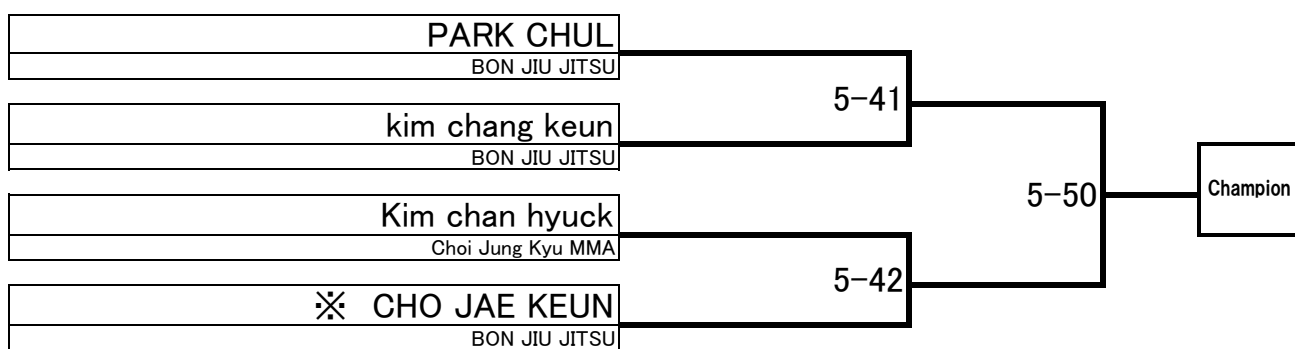 PARK CHUL
BON JIU JITSU
5-41
kim chang keun
BON JIU JITSU
5-50
Champion
Kim chan hyuck
Choi Jung Kyu MMA
5-42
※ CHO JAE KEUN
BON JIU JITSU